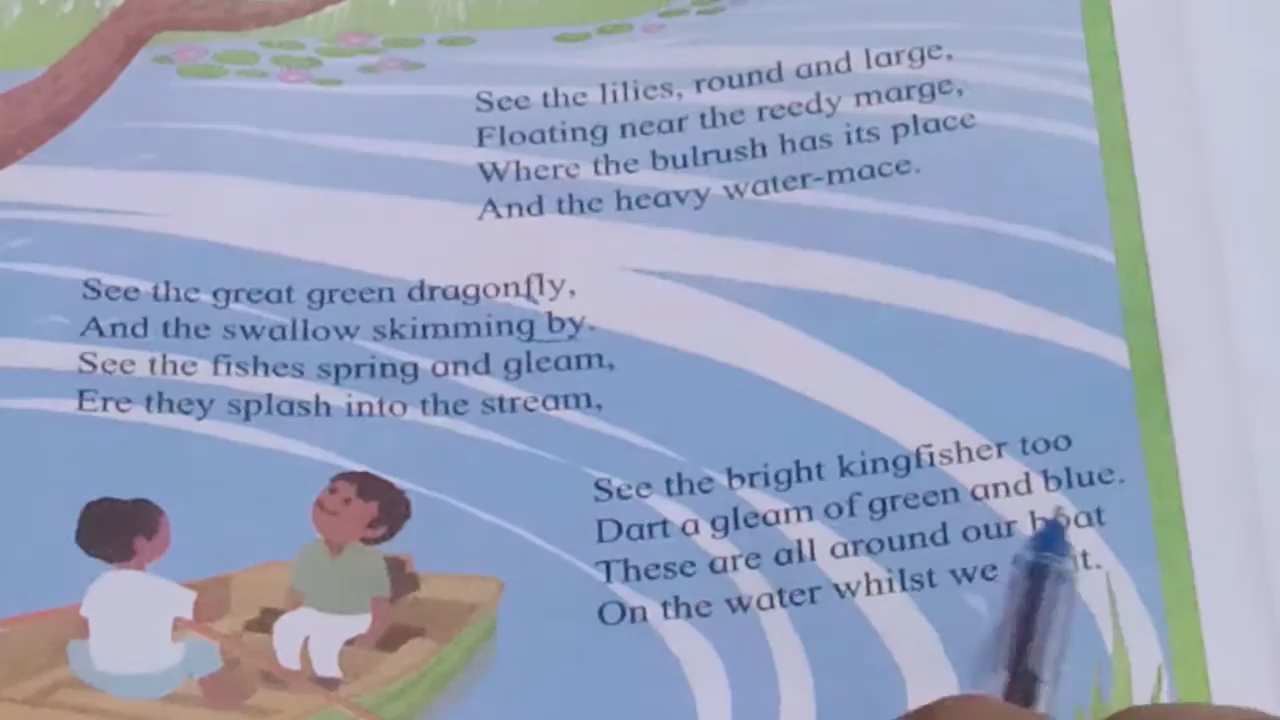 See the lilies, round and large,
Floating near the reedy marge,
Where the bulrush has its place
And the heavy water-mace.
See the great green dragonfly,
And the swallow skimming by.
See the fishes spring and gleam,
Ere they splash into the stream,
See the bright kingfisher too
Dart a gleam of green and blue.
These are all around our boat
On the water whilst we